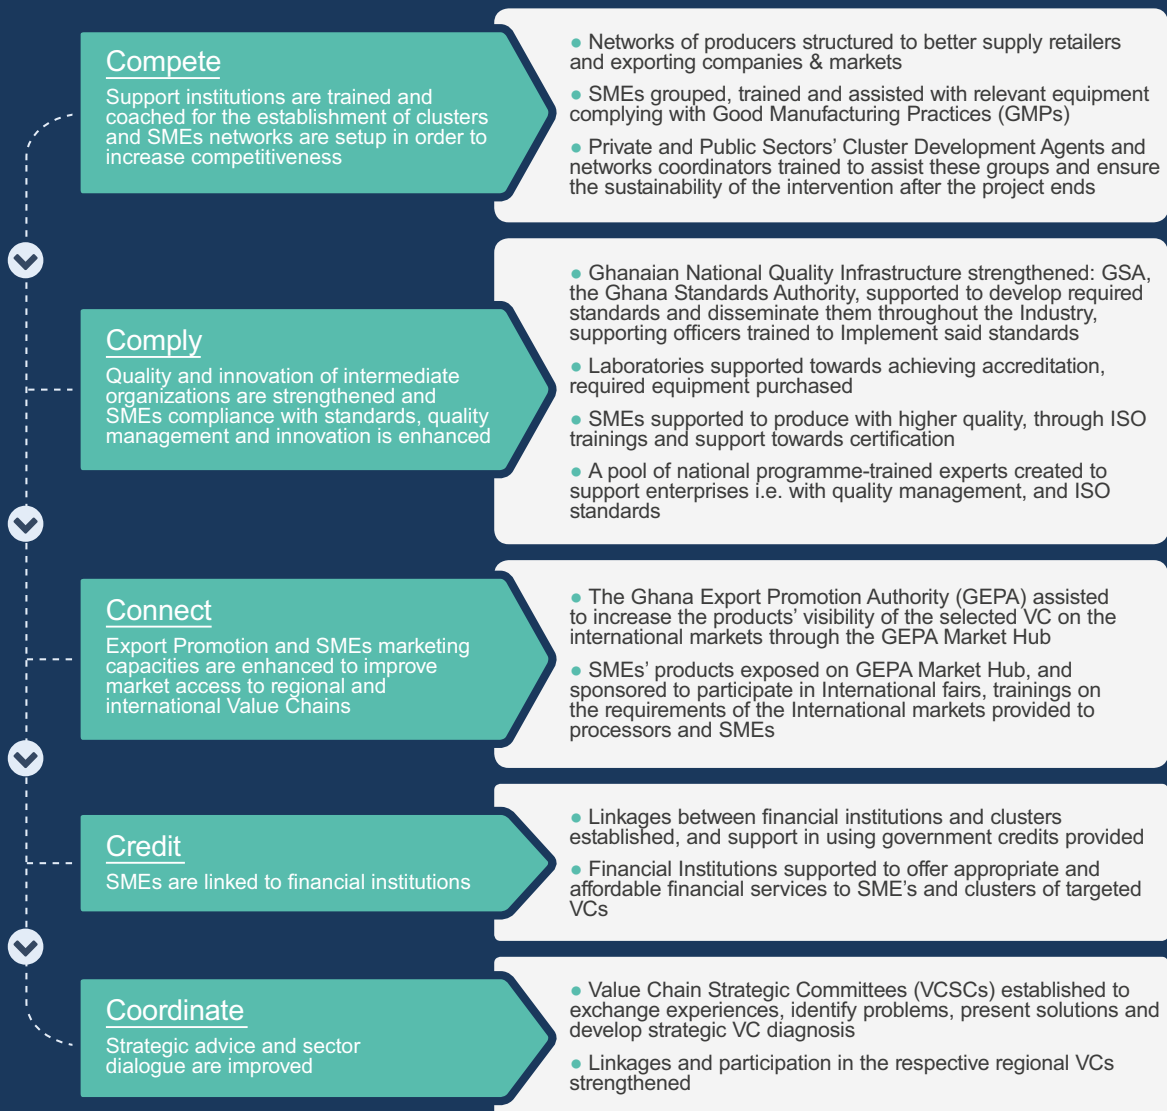 Compete
Support institutions are trained and
coached for the establishment of clusters
and SMEs networks are setup in order to
increase competitiveness
● Networks of producers structured to better supply retailers
and exporting companies & markets
● SMEs grouped, trained and assisted with relevant equipment
complying with Good Manufacturing Practices (GMPs)
● Private and Public Sectors’ Cluster Development Agents and
networks coordinators trained to assist these groups and ensure
the sustainability of the intervention after the project ends
Comply
Quality and innovation of intermediate
organizations are strengthened and
SMEs compliance with standards, quality
management and innovation is enhanced
● Ghanaian National Quality Infrastructure strengthened: GSA,
the Ghana Standards Authority, supported to develop required
standards and disseminate them throughout the Industry,
supporting officers trained to Implement said standards
● Laboratories supported towards achieving accreditation,
required equipment purchased
● SMEs supported to produce with higher quality, through ISO
trainings and support towards certification
● A pool of national programme-trained experts created to
support enterprises i.e. with quality management, and ISO
standards
Connect
Export Promotion and SMEs marketing
capacities are enhanced to improve
market access to regional and
international Value Chains
● The Ghana Export Promotion Authority (GEPA) assisted
to increase the products’ visibility of the selected VC on the
international markets through the GEPA Market Hub
● SMEs’ products exposed on GEPA Market Hub, and
sponsored to participate in International fairs, trainings on
the requirements of the International markets provided to
processors and SMEs
Credit
SMEs are linked to financial institutions
● Linkages between financial institutions and clusters
established, and support in using government credits provided
● Financial Institutions supported to offer appropriate and
affordable financial services to SME’s and clusters of targeted
VCs
Coordinate
Strategic advice and sector
dialogue are improved
● Value Chain Strategic Committees (VCSCs) established to
exchange experiences, identify problems, present solutions and
develop strategic VC diagnosis
● Linkages and participation in the respective regional VCs
strengthened